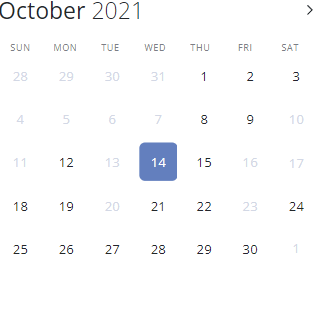 October 2021
SUN MON TUE WED THU FRI SAT
28 29 30 31 1 2 3
4 5 6 7 8 9 10
11 12 13 14 15 16 17
18 19 20 21 22 23 24
25 26 27 28 29 30 1